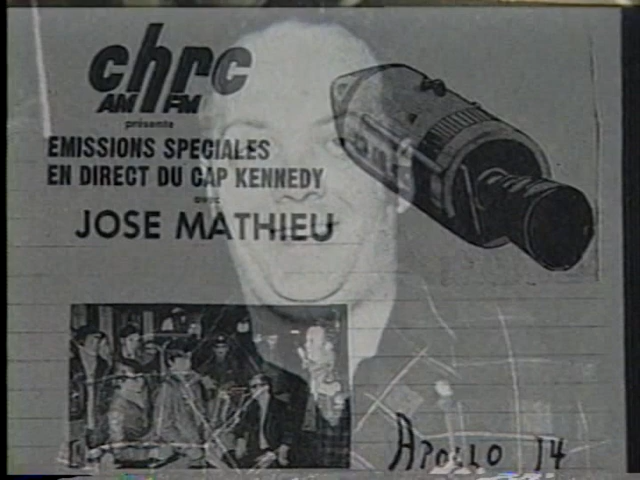 chrc
AM FM
présente
EMISSIONS SPECIALES
EN DIRECT DU CAP KENNEDY
avec
JOSE MATHIEU
APOLLO 14